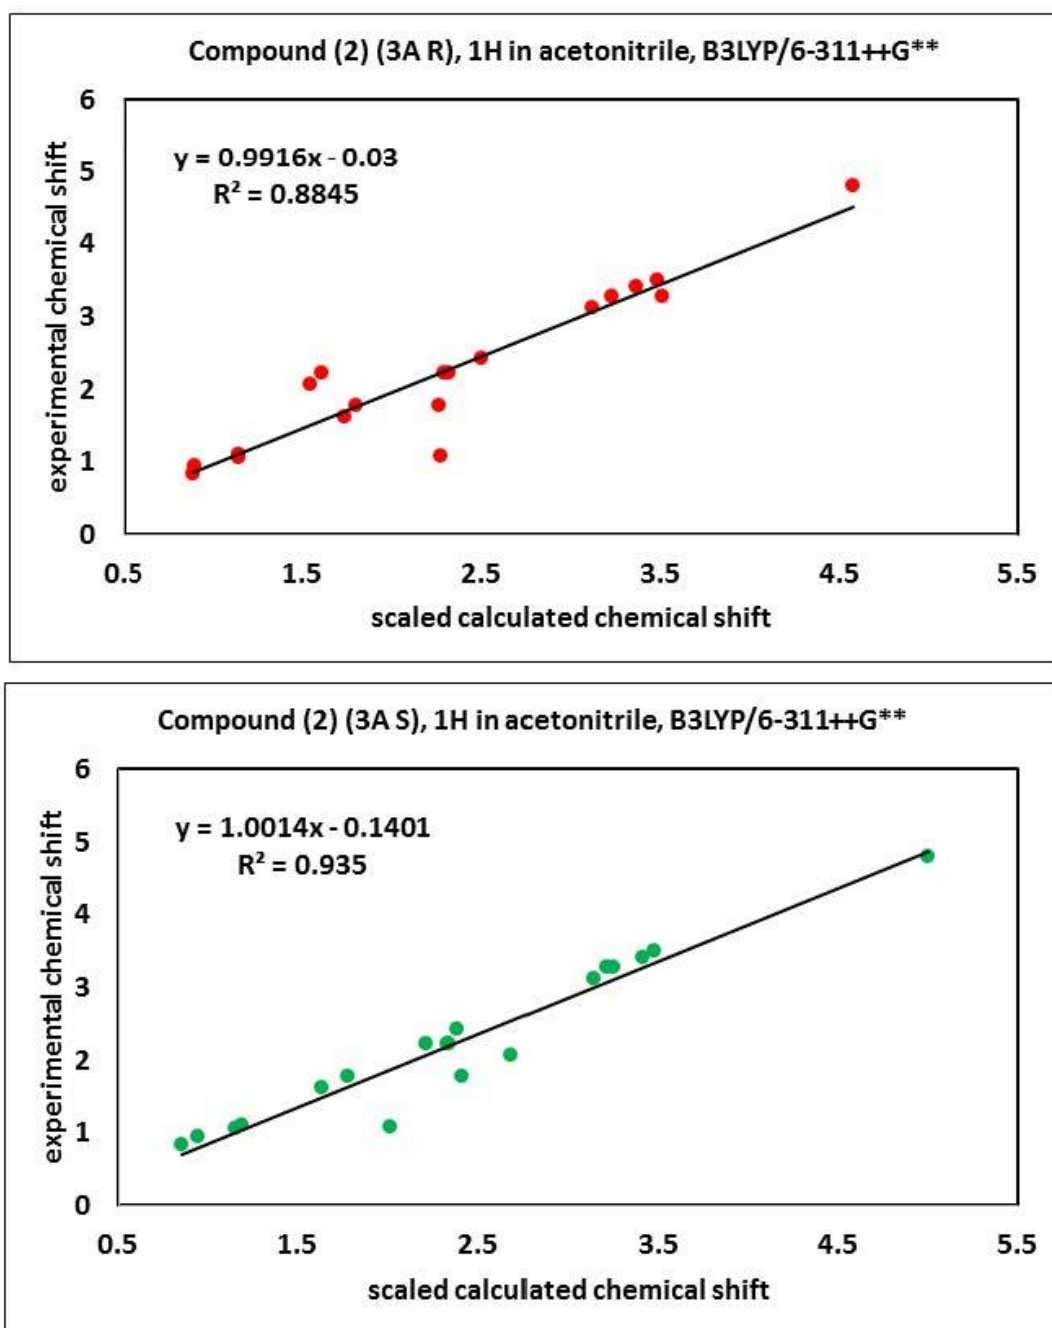 Compound (2) (3A R), 1H in acetonitrile, B3LYP/6-311++G**
6
y = 0.9916x - 0.03
R² = 0.8845
5
4
3
2
1
0
experimental chemical shift
0.5 1.5 2.5 3.5 4.5 5.5
scaled calculated chemical shift
Compound (2) (3A S), 1H in acetonitrile, B3LYP/6-311++G**
6
y = 1.0014x - 0.1401
R² = 0.935
5
4
3
2
1
0
experimental chemical shift
0.5 1.5 2.5 3.5 4.5 5.5
scaled calculated chemical shift